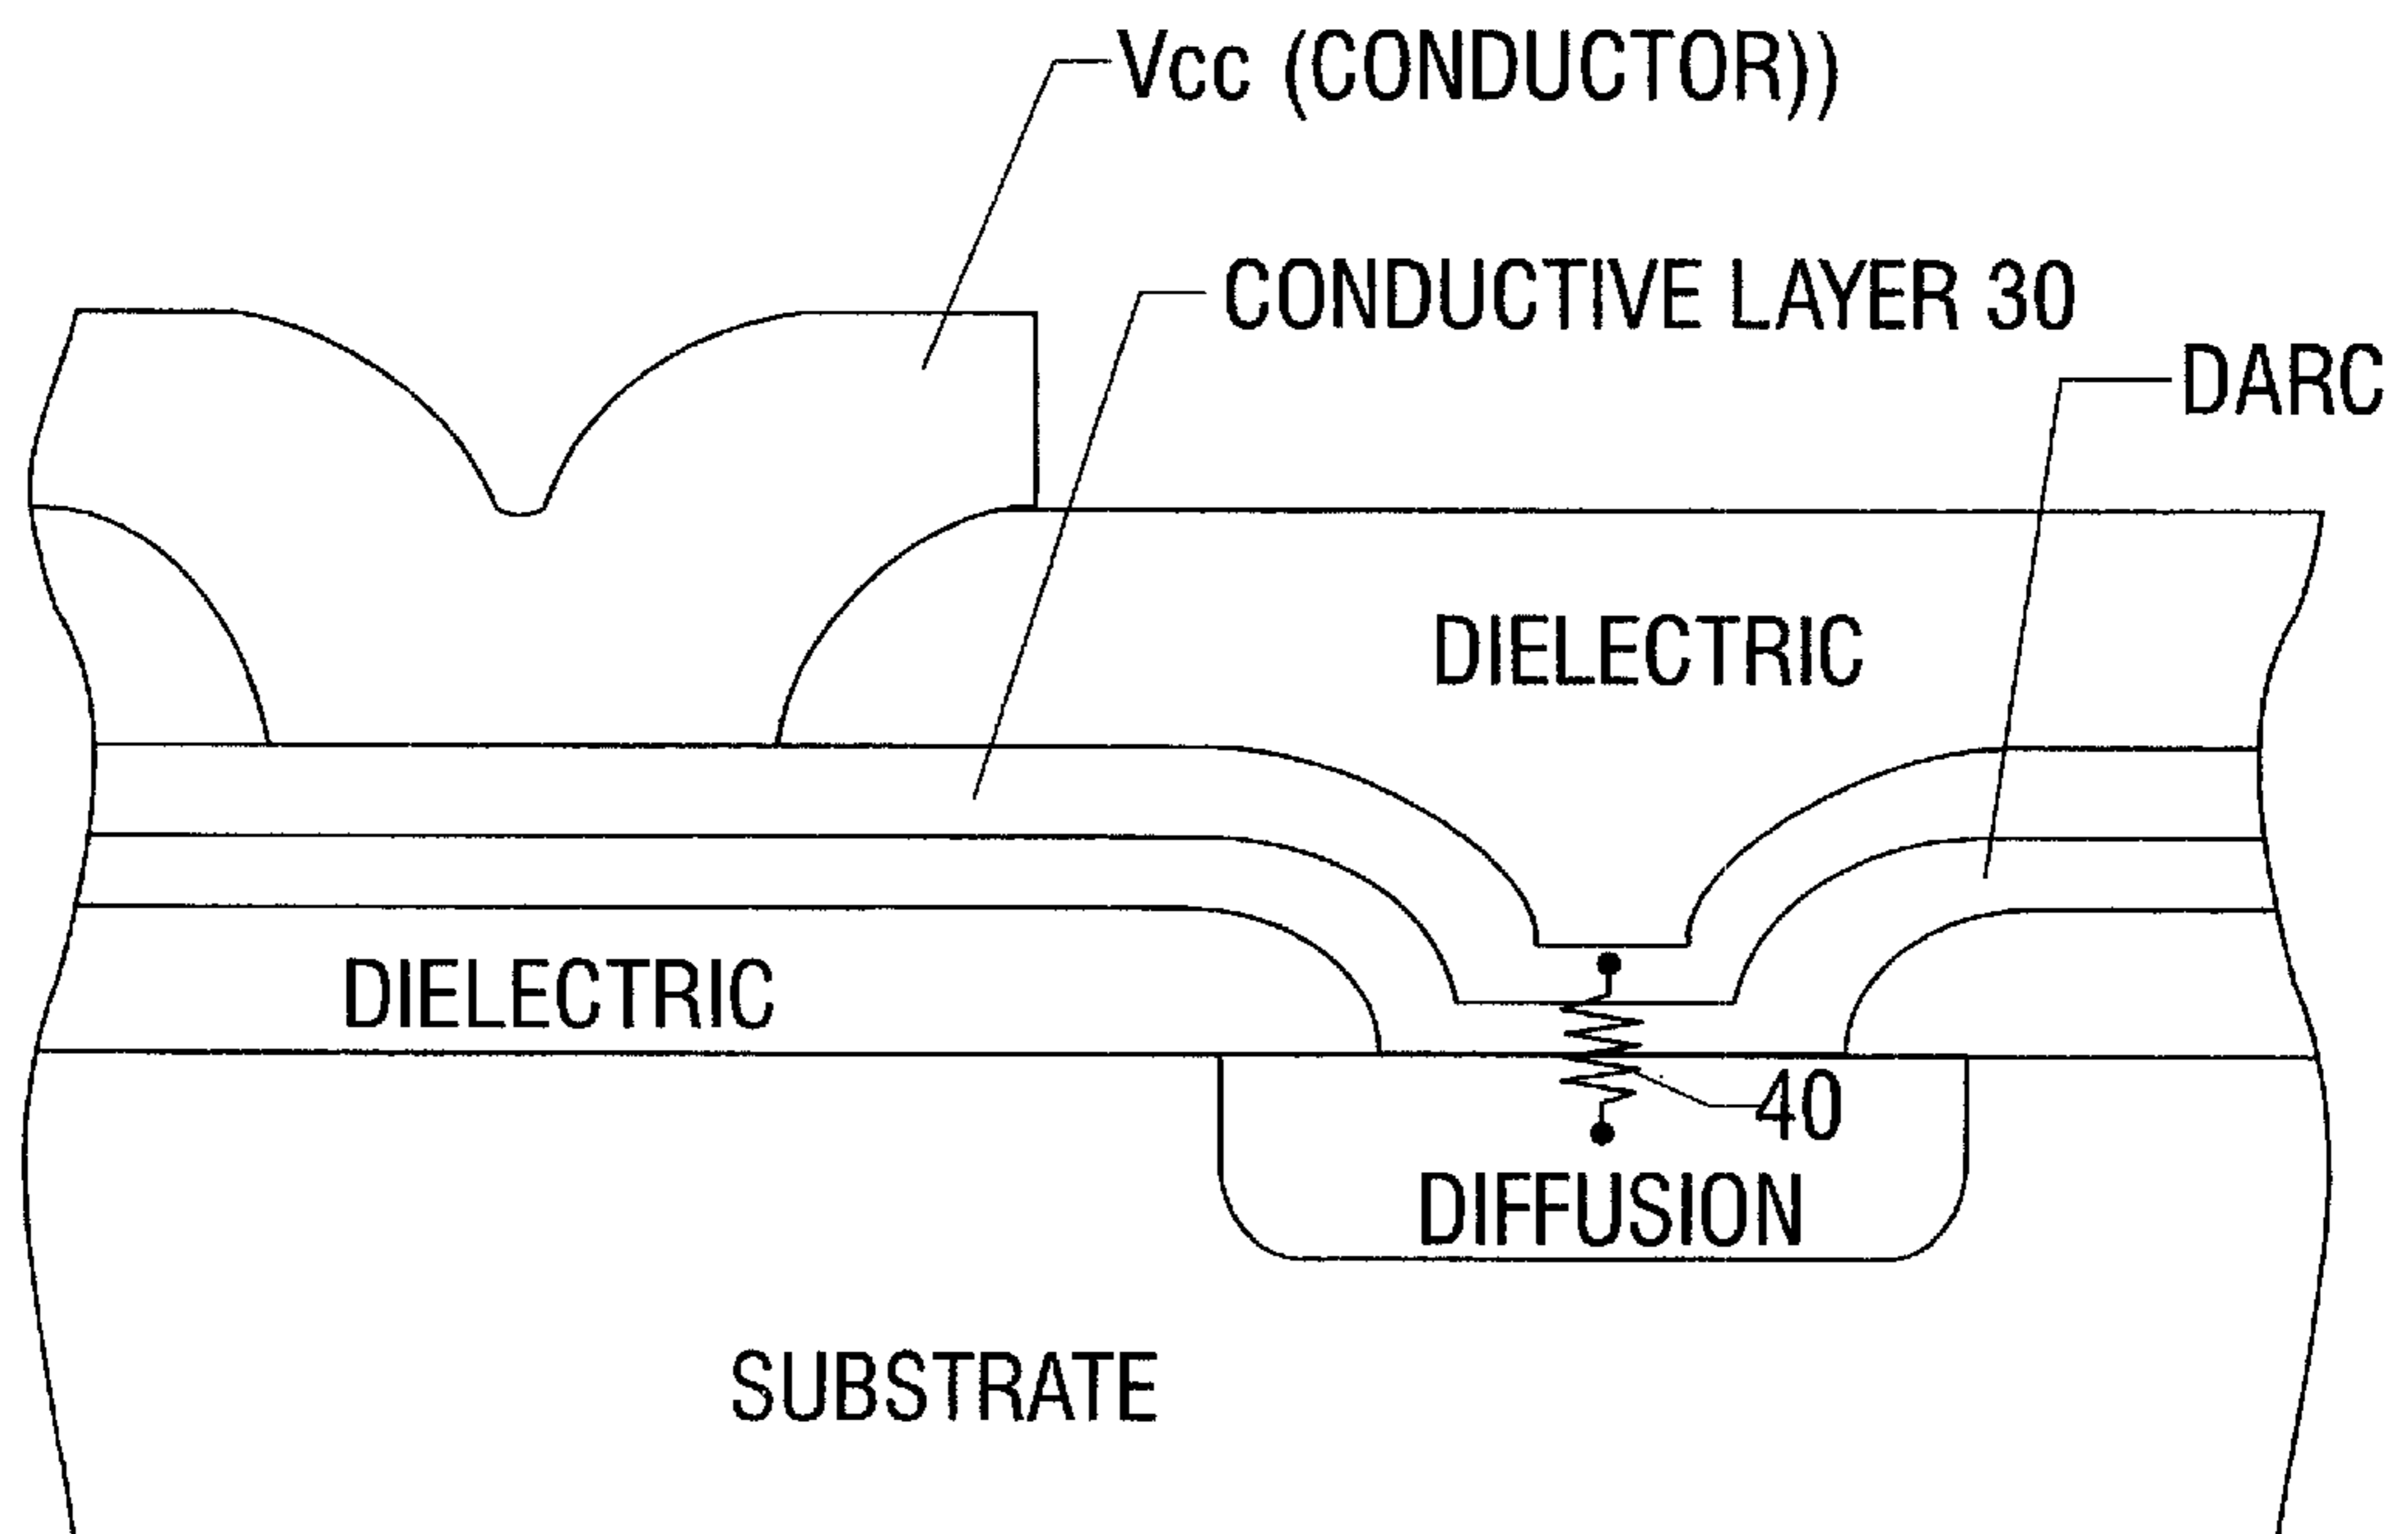 Vcc (CONDUCTOR))
CONDUCTIVE LAYER 30
DARC
DIELECTRIC
DIELECTRIC
40
DIFFUSION
SUBSTRATE